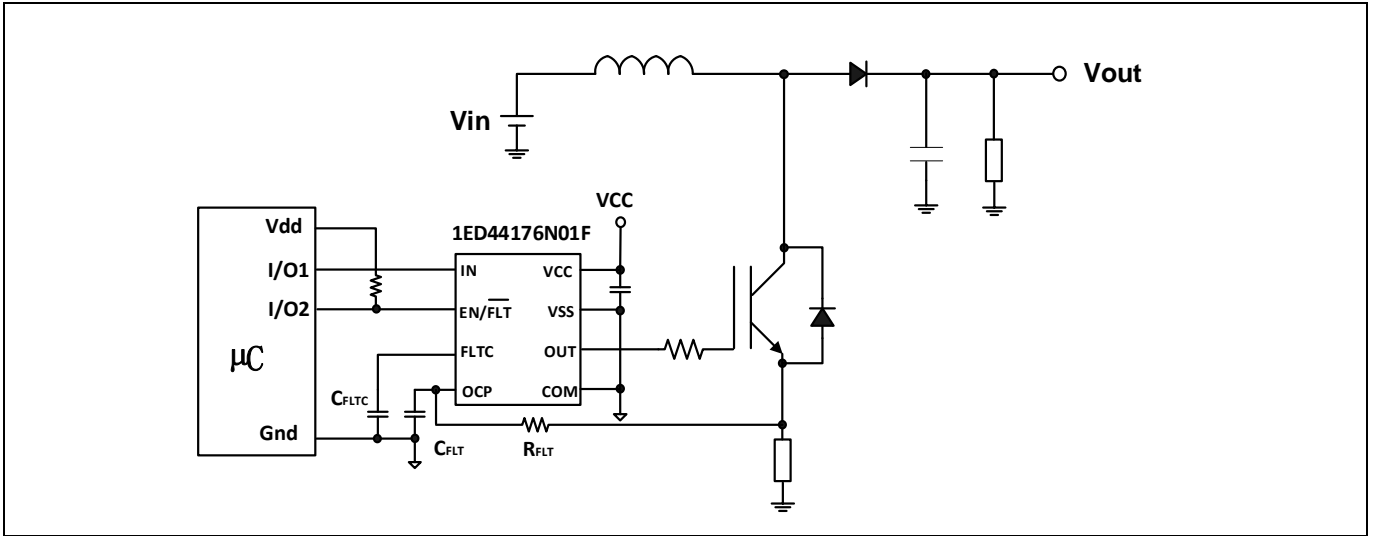 Vin
Vout
VCC
1ED44176N01F
Vdd
I/O1
I/O2
µC
Gnd
IN
EN/FLT
FLTC
OCP
VCC
VSS
OUT
COM
CFLTC
CFLT
RFLT